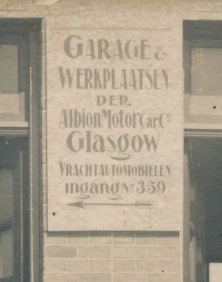 GARAGE &
WERKPLAATSEN
DER
Albion Motor Car Co
Glasgow
VRACHTAUTOMOBIELEN
ingang No 359